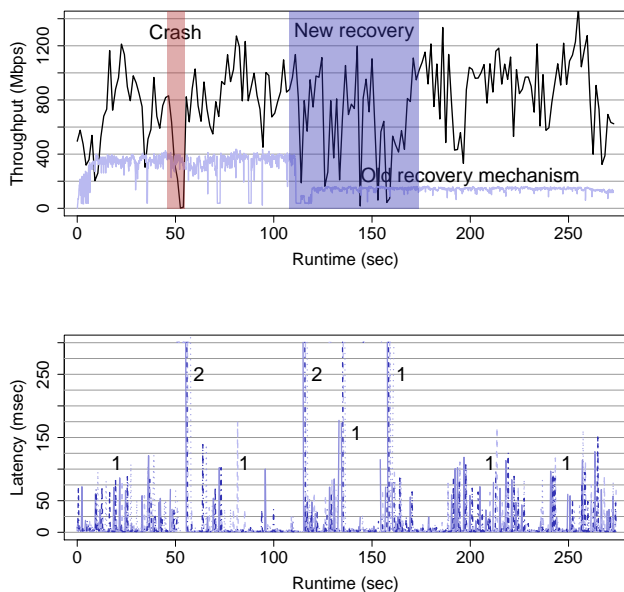 Crash
New recovery
Old recovery mechanism
Throughput (Mbps)
0 400 800 1200
0 50 100 150 200 250
Runtime (sec)
2 2 1
1
1 1 1 1
Latency (msec)
0 50 150 250
0 50 100 150 200 250
Runtime (sec)